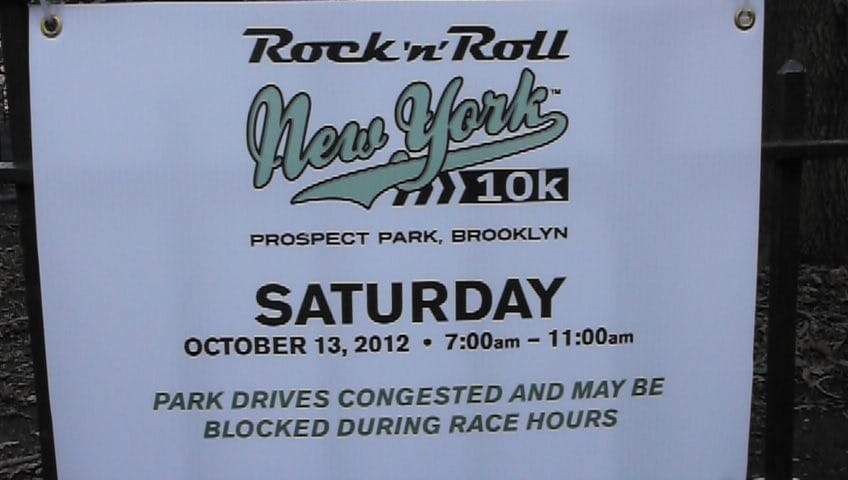 Rock 'n' Roll
New York™
10k
PROSPECT PARK, BROOKLYN
SATURDAY
OCTOBER 13, 2012 • 7:00am – 11:00am
PARK DRIVES CONGESTED AND MAY BE
BLOCKED DURING RACE HOURS